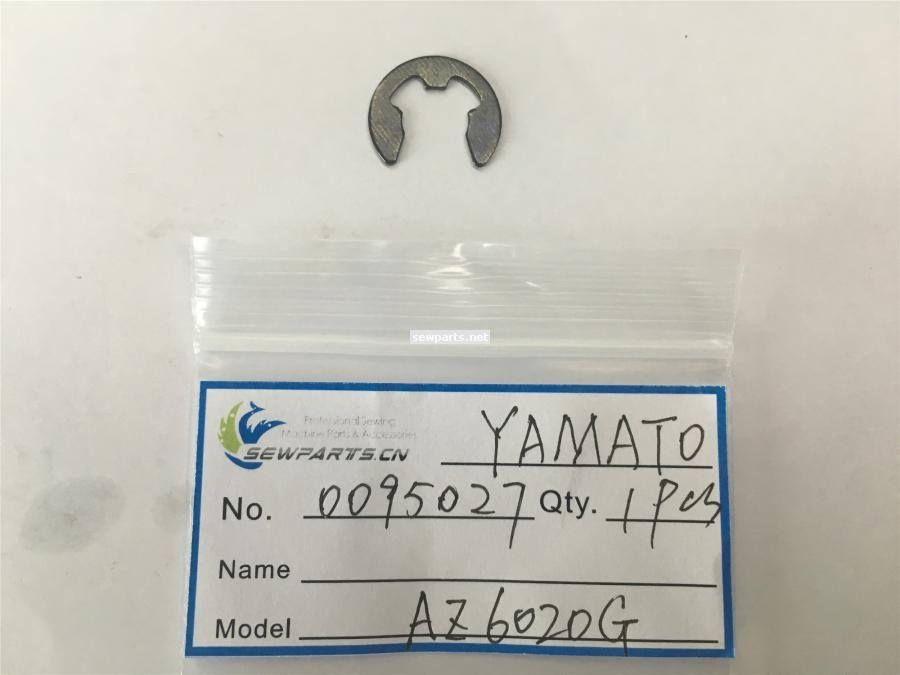 sewparts.net
Professional Sewing
Machine Parts & Accessories
SEWPARTS.CN
YAMATO
No. 0095027 Qty. 1 Pcs
Name
Model AZ6020G